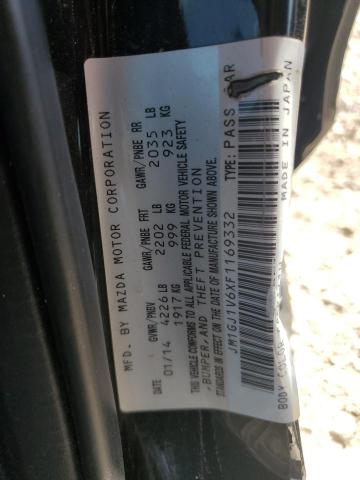 MFD. BY MAZDA MOTOR CORPORATION
GVWR/PNBV GAWR/PNBE FRT GAWR/PNBE RR
01/14 4226 LB 2202 LB 2035 LB
1917 KG 999 KG 923 KG
THIS VEHICLE CONFORMS TO ALL APPLICABLE FEDERAL MOTOR VEHICLE SAFETY
, BUMPER, AND THEFT PREVENTION
STANDARDS IN EFFECT ON THE DATE OF MANUFACTURE SHOWN ABOVE.
JM1GJ1V6XF1169332 TYPE: PASS CAR
MADE IN JAPAN
BODY COLOR